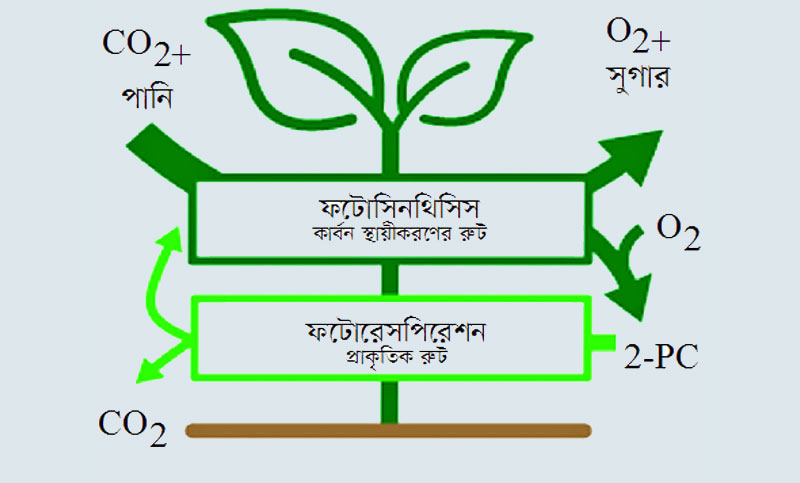 CO2+
পানি
O2+
সুগার
ফটোসিনথিসিস
কার্বন স্থায়ীকরণের রুট
O2
ফটোরেসপিরেশন
প্রাকৃতিক রুট
2-PC
CO2